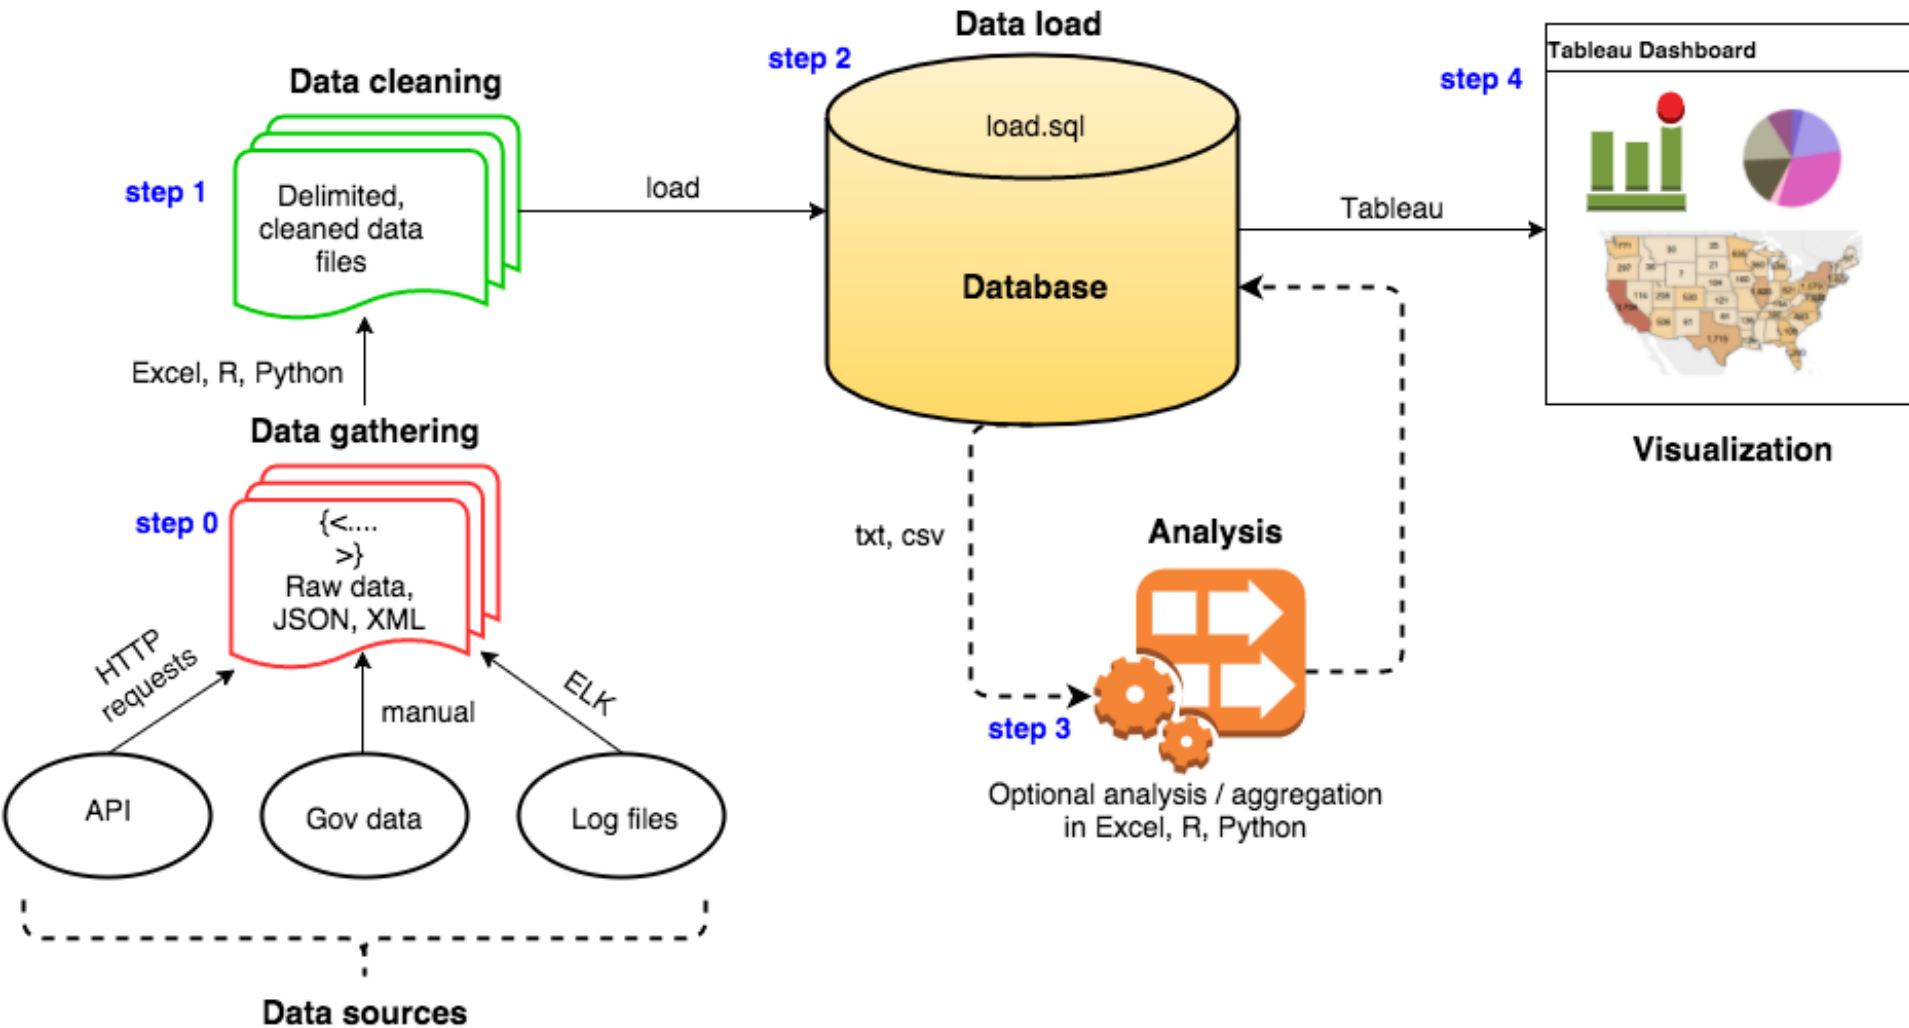 Data load
step 2
Tableau Dashboard
step 4
Data cleaning
load.sql
step 1
Delimited,
cleaned data
files
load
Tableau
Database
Excel, R, Python
Data gathering
Visualization
step 0
{<....
>}
Raw data,
JSON, XML
txt, csv
Analysis
HTTP
requests
manual
ELK
step 3
API
Gov data
Log files
Optional analysis / aggregation
in Excel, R, Python
Data sources